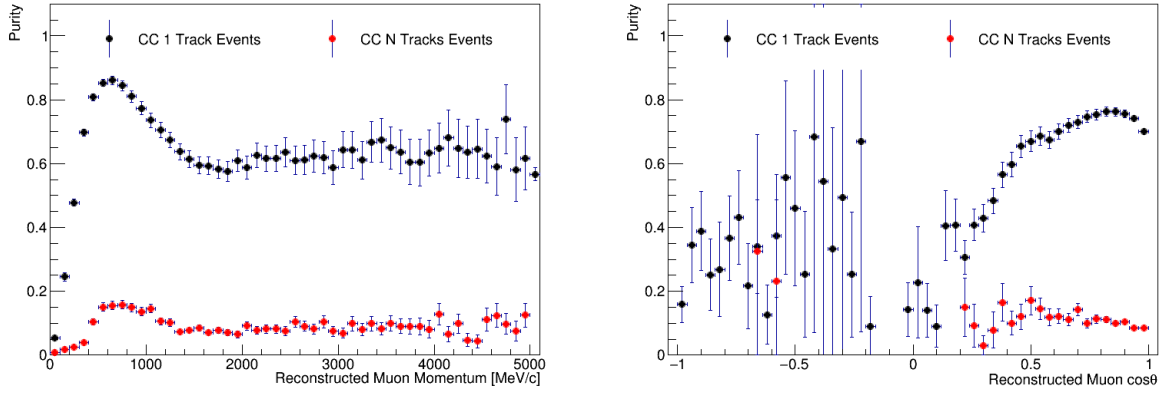 Purity
CC 1 Track Events
CC N Tracks Events
1
0.8
0.6
0.4
0.2
0
0
1000
2000
3000
4000
5000
Reconstructed Muon Momentum [MeV/c]
Purity
CC 1 Track Events
CC N Tracks Events
1
0.8
0.6
0.4
0.2
0
−1
−0.5
0
0.5
1
Reconstructed Muon cosθ